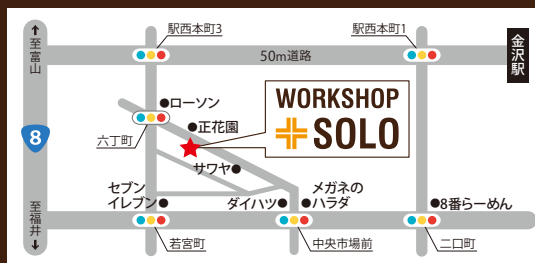 駅西本町3
駅西本町1
至富山
50m道路
金沢駅
ローソン
正花園
六丁町
WORKSHOP
SOLO
8
サワヤ
セブン
イレブン
ダイハツ
メガネの
ハラダ
8番らーめん
至福井
若宮町
中央市場前
二口町